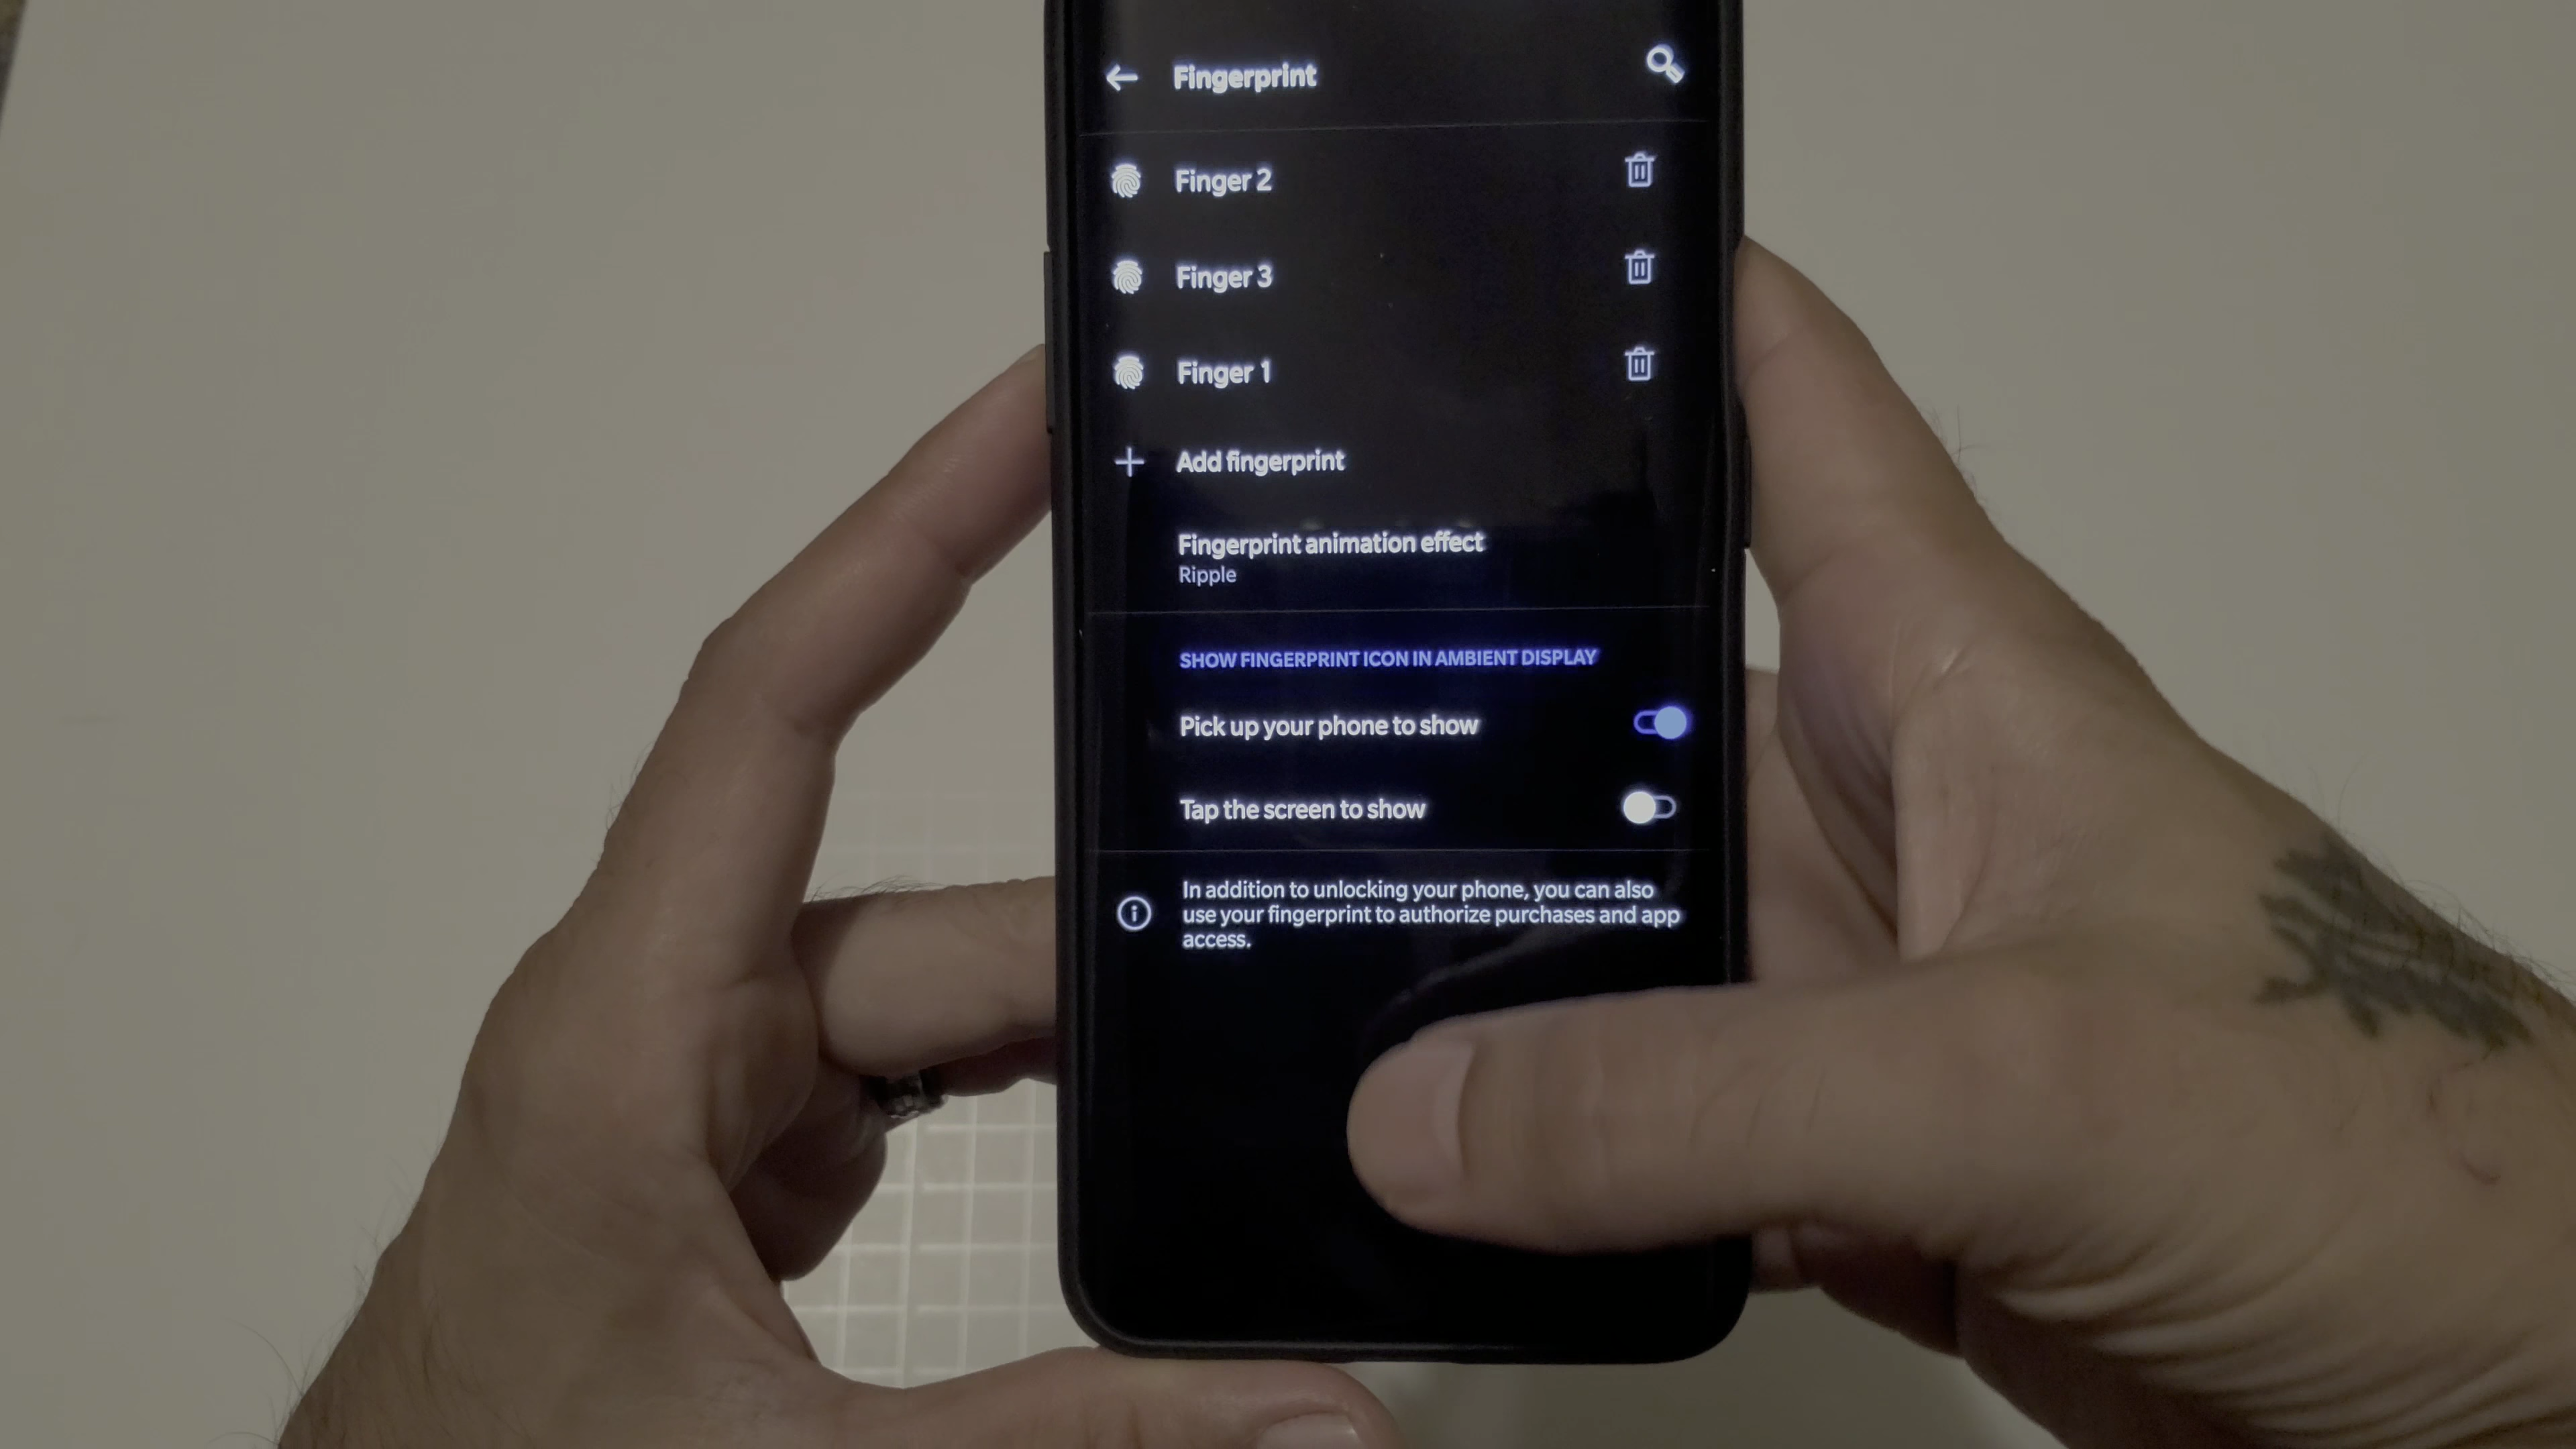 Fingerprint
Finger 2
Finger 3
Finger 1
Add fingerprint
Fingerprint animation effect
Ripple
SHOW FINGERPRINT ICON IN AMBIENT DISPLAY
Pick up your phone to show
Tap the screen to show
In addition to unlocking your phone, you can also
use your fingerprint to authorize purchases and app
access.